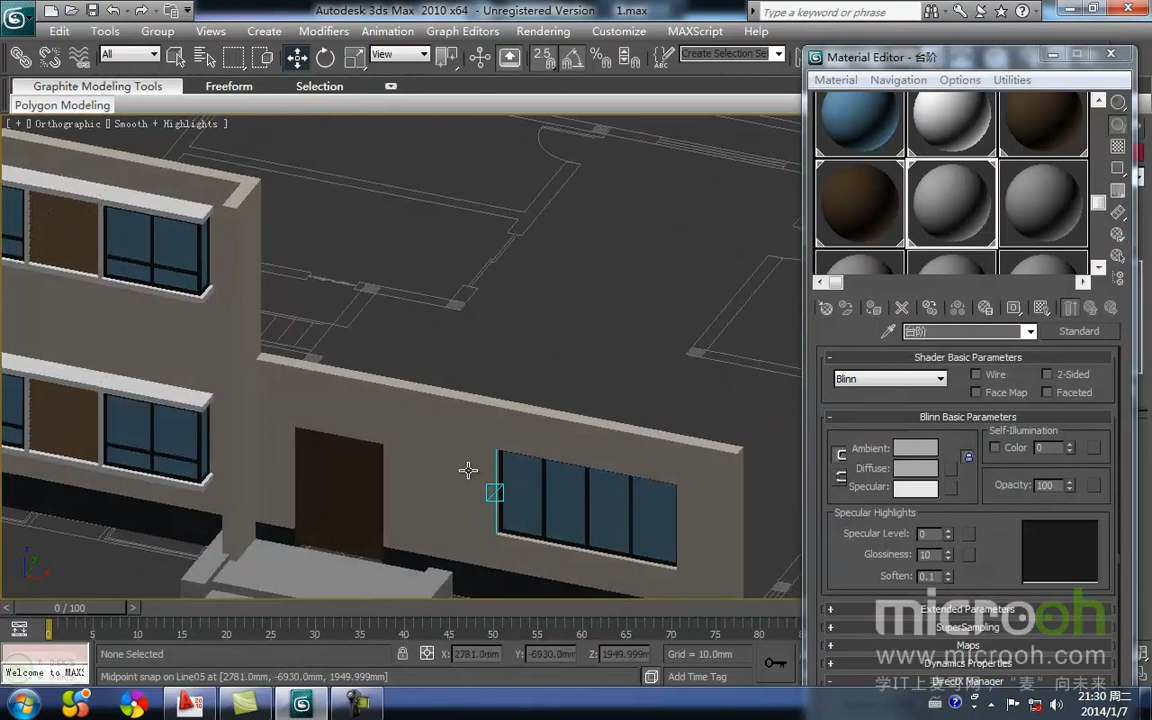 Autodesk 3ds Max 2010 x64 - Unregistered Version 1.max
Type a keyword or phrase
Edit Tools Group Views Create Modifiers Animation Graph Editors Rendering Customize MAXScript Help
All
View
2.5
Create Selection Se
Graphite Modeling Tools Freeform Selection
Polygon Modeling
[ + ] Orthographic [ Smooth + Highlights ]
Material Editor - 台阶
Material Navigation Options Utilities
台阶
Standard
Shader Basic Parameters
Blinn
Wire
2-Sided
Face Map
Faceted
Blinn Basic Parameters
Self-Illumination
Ambient:
Color 0
Diffuse:
Specular:
Opacity: 100
Specular Highlights
Specular Level: 0
Glossiness: 10
Soften: 0.1
Extended Parameters
SuperSampling
Maps
Dynamics Properties
DirectX Manager
microoh
www.microoh.com
学IT上麦可网，“麦”向未来
0 / 100
0 5 10 15 20 25 30 35 40 45 50 55 60 65 70 75 80
None Selected
X: 2781.0mm Y: -6930.0mm Z: 1949.999mm
Grid = 10.0mm
Welcome to MAX:
Midpoint snap on Line05 at [2781.0mm, -6930.0mm, 1949.999mm]
Add Time Tag
21:30 周二
2014/1/7